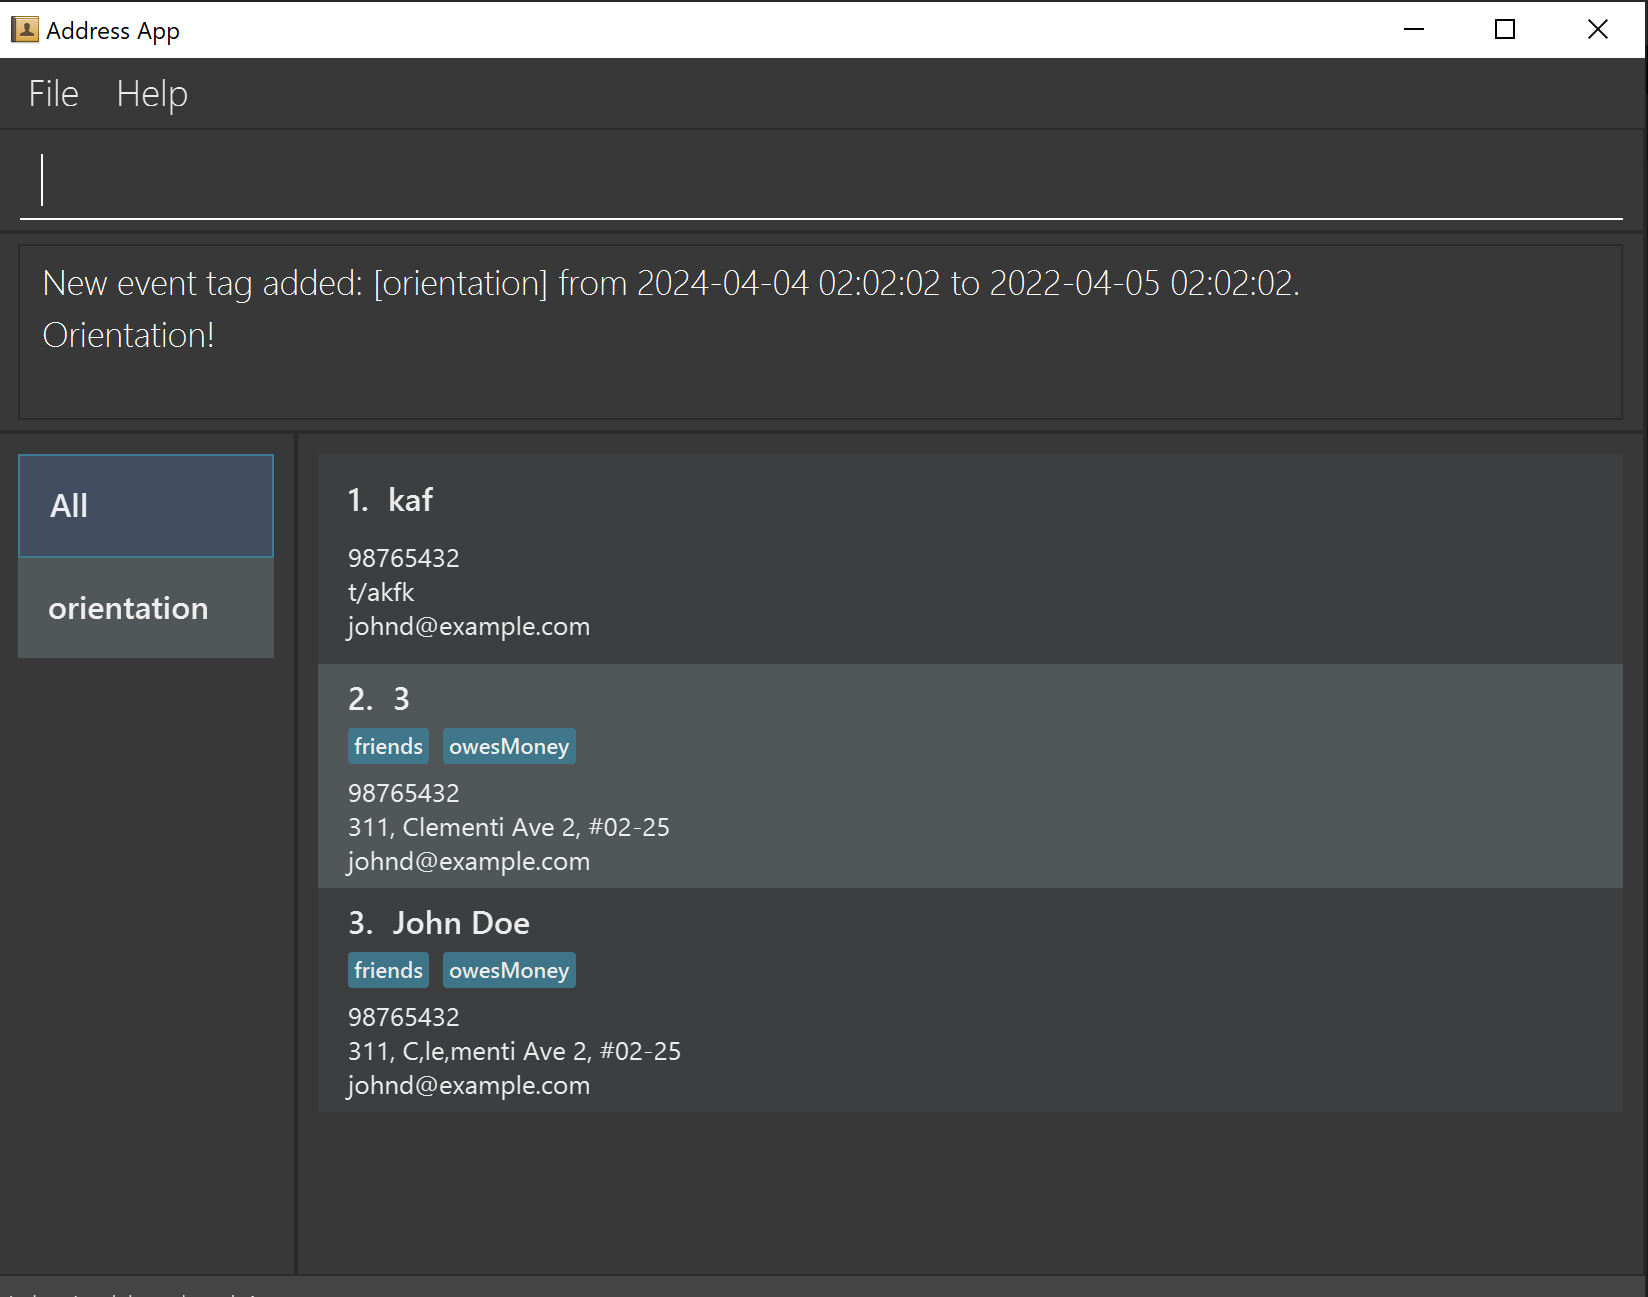 Address App
File Help
New event tag added: [orientation] from 2024-04-04 02:02:02 to 2022-04-05 02:02:02.
Orientation!
All
orientation
1. kaf
98765432
t/akfk
johnd@example.com
2. 3
friends owesMoney
98765432
311, Clementi Ave 2, #02-25
johnd@example.com
3. John Doe
friends owesMoney
98765432
311, C,le,menti Ave 2, #02-25
johnd@example.com